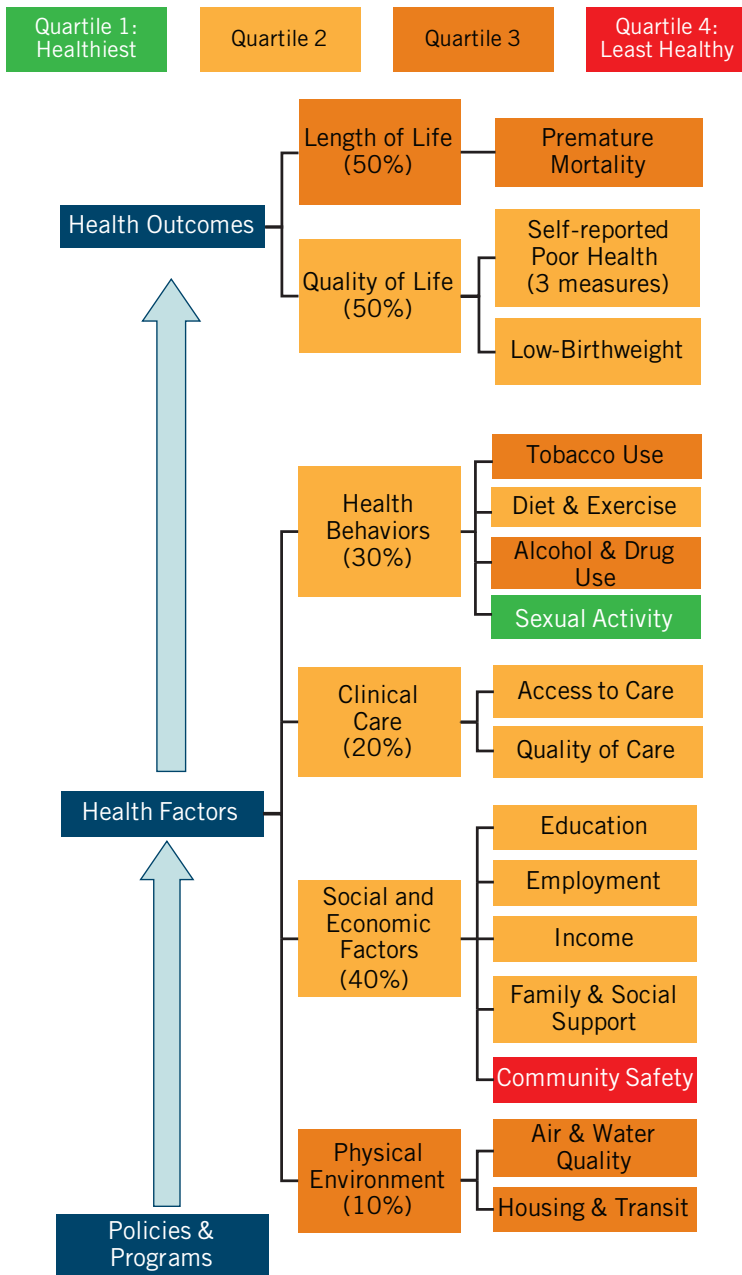 Quartile 1:
Healthiest
Quartile 2
Quartile 3
Quartile 4:
Least Healthy
Health Outcomes
Length of Life
(50%)
Premature
Mortality
Quality of Life
(50%)
Self-reported
Poor Health
(3 measures)
Low-Birthweight
Health Factors
Health
Behaviors
(30%)
Tobacco Use
Diet & Exercise
Alcohol & Drug
Use
Sexual Activity
Clinical
Care
(20%)
Access to Care
Quality of Care
Social and
Economic
Factors
(40%)
Education
Employment
Income
Family & Social
Support
Community Safety
Physical
Environment
(10%)
Air & Water
Quality
Housing & Transit
Policies &
Programs